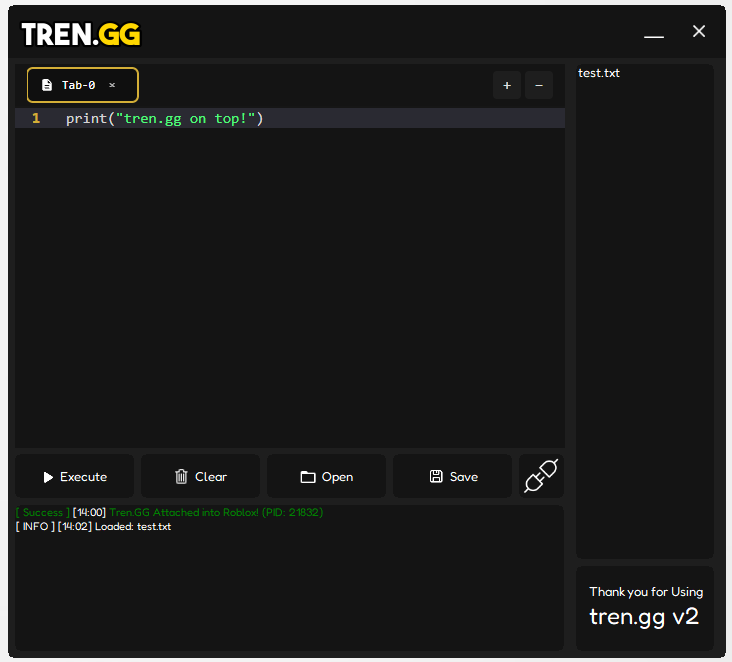 TREN.GG
Tab-0 ×
+ −
1 print("tren.gg on top!")
test.txt
Execute
Clear
Open
Save
[ Success ] [14:00] Tren.GG Attached into Roblox! (PID: 21832)
[ INFO ] [14:02] Loaded: test.txt
Thank you for Using
tren.gg v2